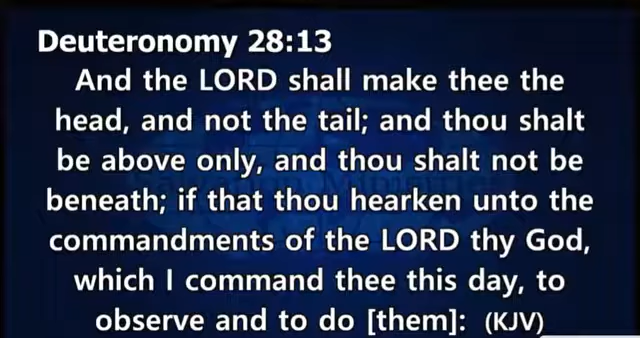 Deuteronomy 28:13
And the LORD shall make thee the
head, and not the tail; and thou shalt
be above only, and thou shalt not be
beneath; if that thou hearken unto the
commandments of the LORD thy God,
which I command thee this day, to
observe and to do [them]: (KJV)